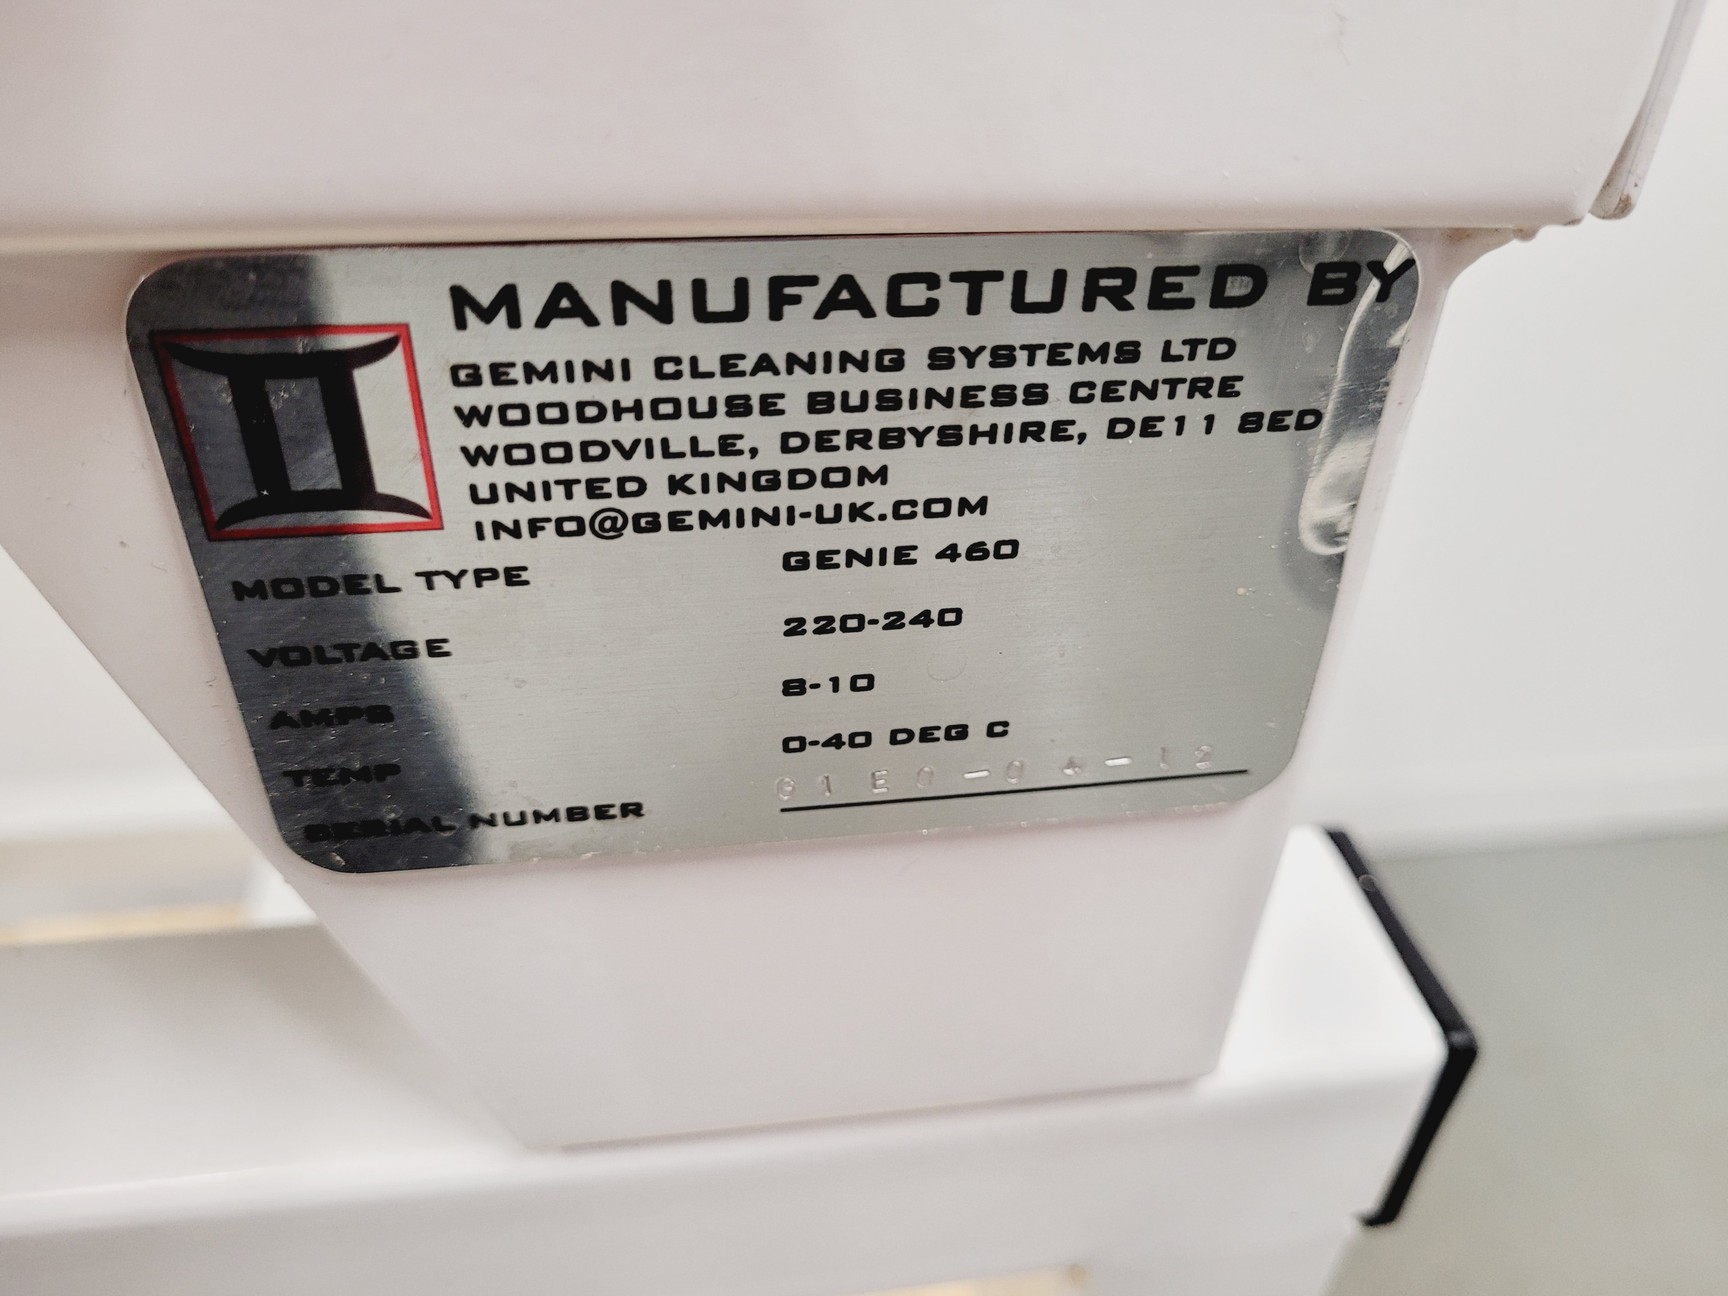 MANUFACTURED BY
GEMINI CLEANING SYSTEMS LTD
WOODHOUSE BUSINESS CENTRE
WOODVILLE, DERBYSHIRE, DE11 8ED
UNITED KINGDOM
INFO@GEMINI-UK.COM
MODEL TYPE GENIE 460
VOLTAGE 220-240
AMPS 8-10
TEMP 0-40 DEG C
SERIAL NUMBER